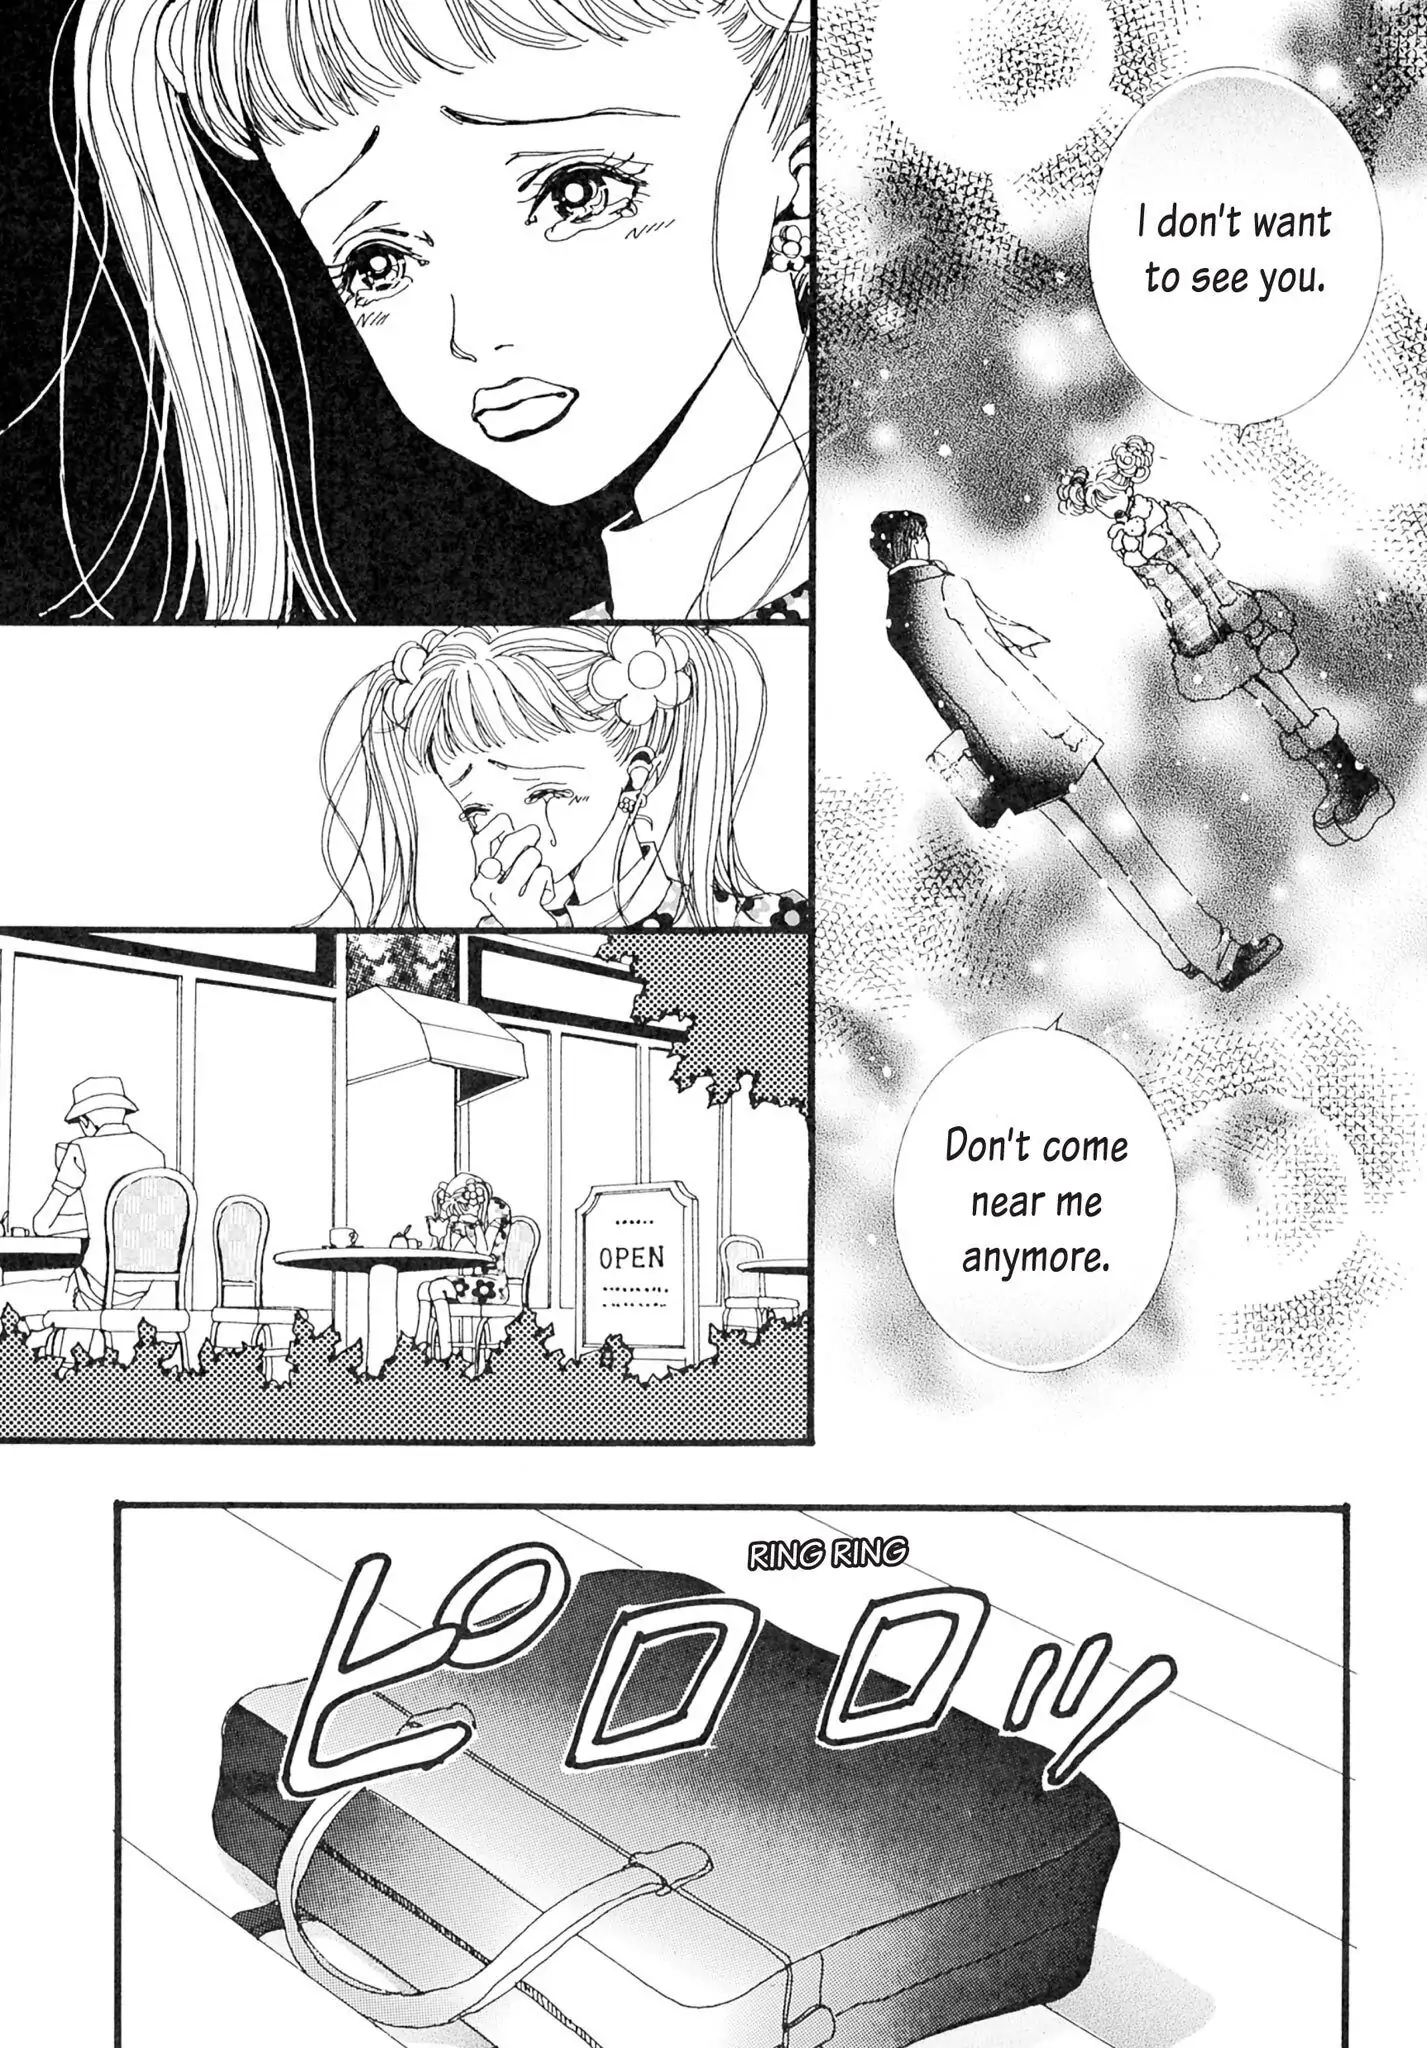 I don't want
to see you.
Don't come
near me
anymore.
OPEN
RING RING
ピロロッ